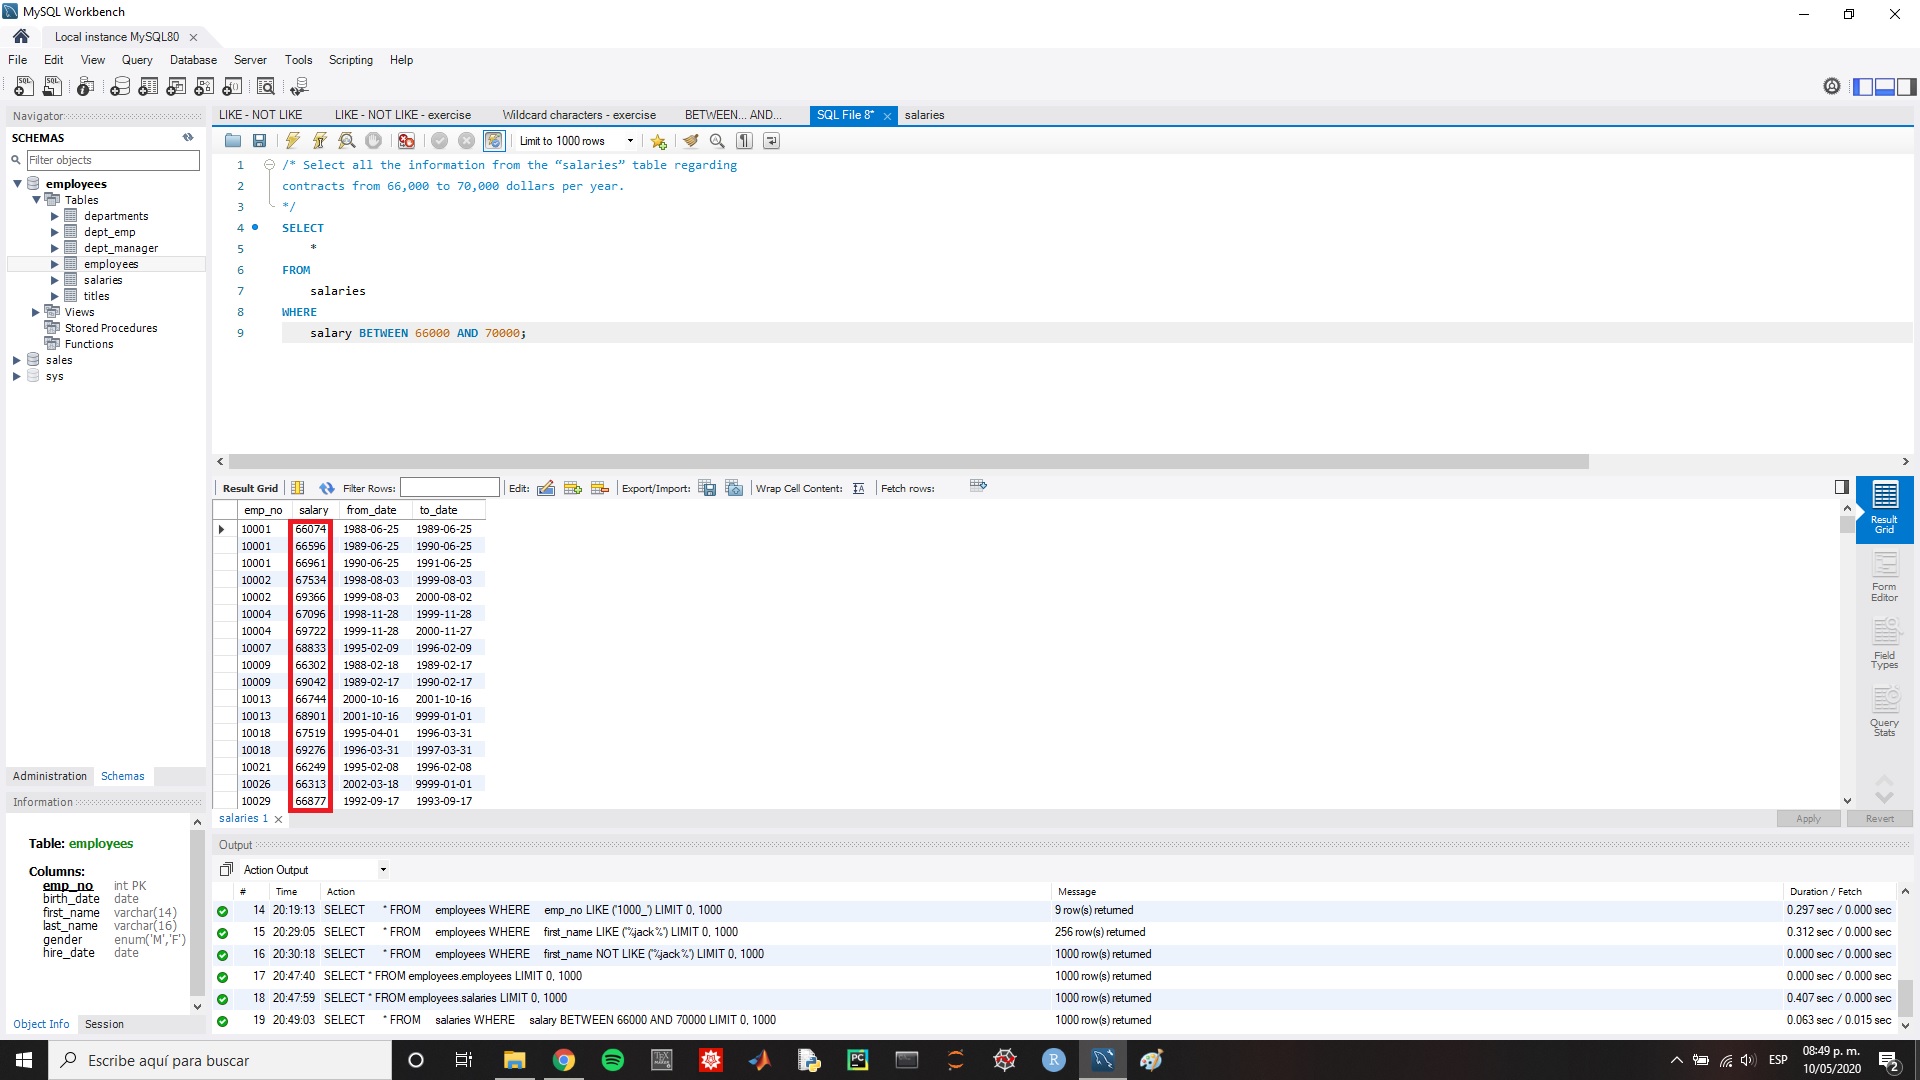 MySQL Workbench
Local instance MySQL80
File Edit View Query Database Server Tools Scripting Help
Navigator
SCHEMAS
Filter objects
employees
Tables
departments
dept_emp
dept_manager
employees
salaries
titles
Views
Stored Procedures
Functions
sales
sys
Administration Schemas
Information
Table: employees
Columns:
emp_no int PK
birth_date date
first_name varchar(14)
last_name varchar(16)
gender enum('M','F')
hire_date date
Object Info Session
LIKE - NOT LIKE LIKE - NOT LIKE - exercise Wildcard characters - exercise BETWEEN... AND... SQL File 8* salaries
Limit to 1000 rows
1 /* Select all the information from the “salaries” table regarding
2 contracts from 66,000 to 70,000 dollars per year.
3 */
4 SELECT
5 *
6 FROM
7 salaries
8 WHERE
9 salary BETWEEN 66000 AND 70000;
Result Grid Filter Rows: Edit: Export/Import: Wrap Cell Content: Fetch rows:
emp_no salary from_date to_date
10001 66074 1988-06-25 1989-06-25
10001 66596 1989-06-25 1990-06-25
10001 66961 1990-06-25 1991-06-25
10002 67534 1998-08-03 1999-08-03
10002 69366 1999-08-03 2000-08-02
10004 67096 1998-11-28 1999-11-28
10004 69722 1999-11-28 2000-11-27
10007 68833 1995-02-09 1996-02-09
10009 66302 1988-02-18 1989-02-17
10009 69042 1989-02-17 1990-02-17
10013 66744 2000-10-16 2001-10-16
10013 68901 2001-10-16 9999-01-01
10018 67519 1995-04-01 1996-03-31
10018 69276 1996-03-31 1997-03-31
10021 66249 1995-02-08 1996-02-08
10026 66313 2002-03-18 9999-01-01
10029 66877 1992-09-17 1993-09-17
Result Grid
Form Editor
Field Types
Query Stats
salaries 1
Apply Revert
Output
Action Output
# Time Action Message Duration / Fetch
14 20:19:13 SELECT * FROM employees WHERE emp_no LIKE ('1000_') LIMIT 0, 1000 9 row(s) returned 0.297 sec / 0.000 sec
15 20:29:05 SELECT * FROM employees WHERE first_name LIKE ('%jack%') LIMIT 0, 1000 256 row(s) returned 0.312 sec / 0.000 sec
16 20:30:18 SELECT * FROM employees WHERE first_name NOT LIKE ('%jack%') LIMIT 0, 1000 1000 row(s) returned 0.000 sec / 0.000 sec
17 20:47:40 SELECT * FROM employees.employees LIMIT 0, 1000 1000 row(s) returned 0.000 sec / 0.000 sec
18 20:47:59 SELECT * FROM employees.salaries LIMIT 0, 1000 1000 row(s) returned 0.407 sec / 0.000 sec
19 20:49:03 SELECT * FROM salaries WHERE salary BETWEEN 66000 AND 70000 LIMIT 0, 1000 1000 row(s) returned 0.063 sec / 0.015 sec
Escribe aquí para buscar
PC
R
ESP
08:49 p. m.
10/05/2020
2